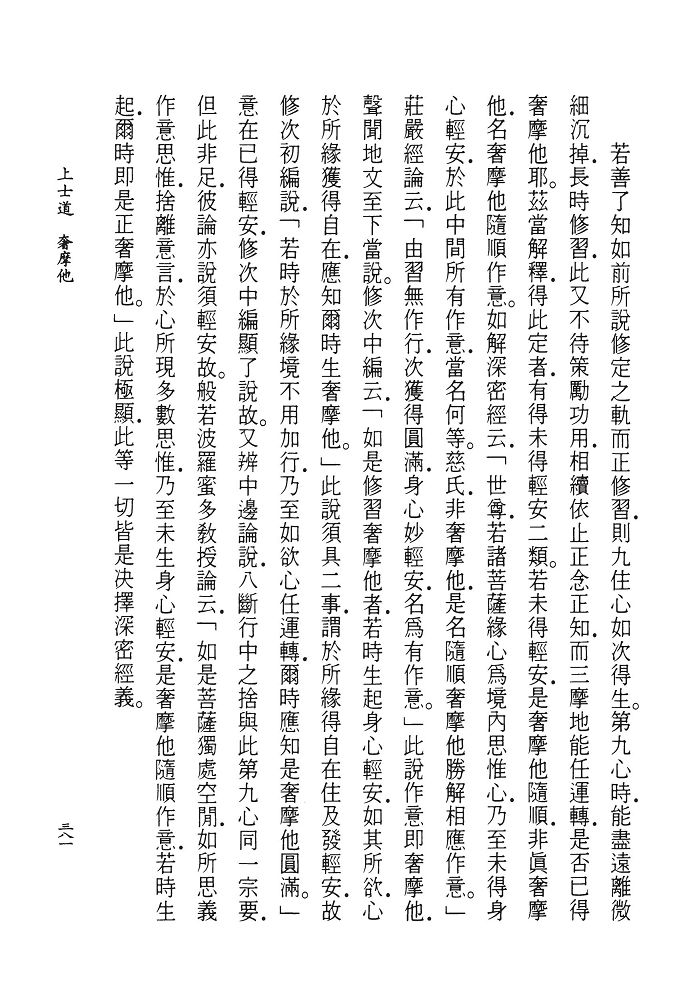 若善了知如前所說修定之軌而正修習.則九住心如次得生。第九心時.能盡遠離微
細沉掉.長時修習.此又不待策勵功用.相續依止正念正知.而三摩地能任運轉.是否已得
奢摩他耶。茲當解釋.得此定者.有得未得輕安二類。若未得輕安.是奢摩他隨順.非真奢摩
他.名奢摩他隨順作意。如解深密經云.「世尊.若諸菩薩緣心爲境內思惟心.乃至未得身
心輕安.於此中間所有作意.當名何等。慈氏.非奢摩他.是名隨順奢摩他勝解相應作意。」
莊嚴經論云.「由習無作行.次獲得圓滿.身心妙輕安.名爲有作意。」此說作意即奢摩他.
聲聞地文至下當說。修次中編云.「如是修習奢摩他者.若時生起身心輕安.如其所欲.心
於所緣獲得自在.應知爾時生奢摩他。」此說須具二事.謂於所緣得自在住及發輕安.故
修次初編說.「若時於所緣境不用加行.乃至如欲心任運轉.爾時應知是奢摩他圓滿。」
意在已得輕安.修次中編顯了說故。又辨中邊論說.八斷行中之捨與此第九心同一宗要.
但此非足.彼論亦說須輕安故。般若波羅蜜多教授論云.「如是菩薩獨處空閒.如所思義
作意思惟.捨離意言.於心所現多數思惟.乃至未生身心輕安.是奢摩他隨順作意.若時生
起.爾時即是正奢摩他。」此說極顯.此等一切皆是決擇深密經義。
上士道 奢摩他
三八一